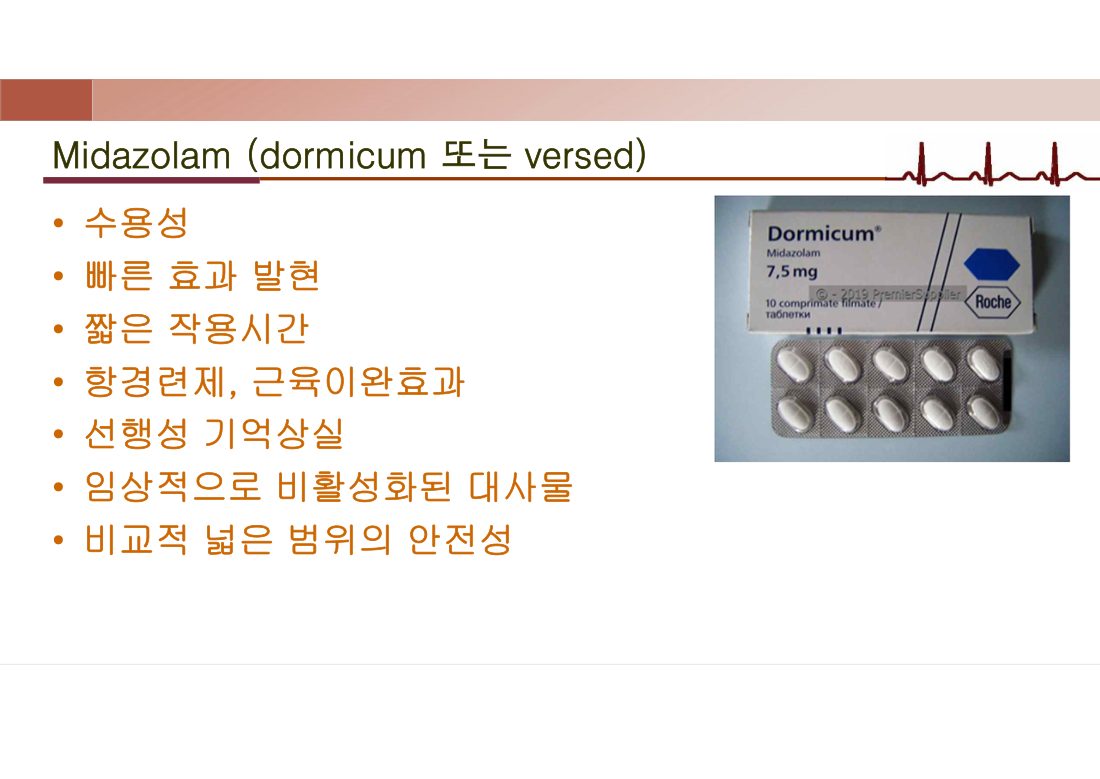 Midazolam (dormicum 또는 versed)
• 수용성
• 빠른 효과 발현
• 짧은 작용시간
• 항경련제, 근육이완효과
• 선행성 기억상실
• 임상적으로 비활성화된 대사물
• 비교적 넓은 범위의 안전성
Dormicum®
Midazolam
7,5 mg
© - 2019 PremierSupplier
10 comprimate filmate /
таблетки
Roche